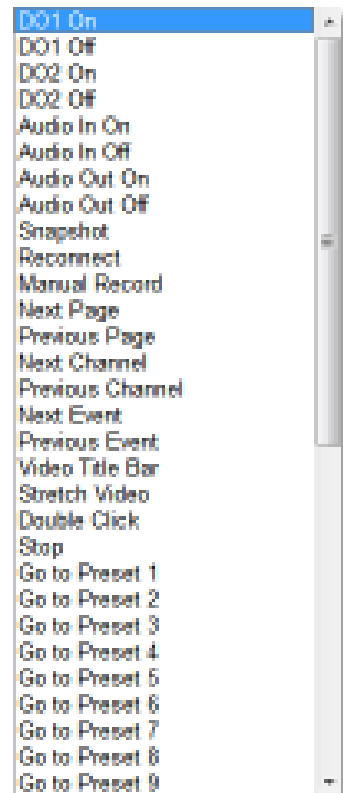 DO1 On
DO1 Off
DO2 On
DO2 Off
Audio In On
Audio In Off
Audio Out On
Audio Out Off
Snapshot
Reconnect
Manual Record
Next Page
Previous Page
Next Channel
Previous Channel
Next Event
Previous Event
Video Title Bar
Stretch Video
Double Click
Stop
Go to Preset 1
Go to Preset 2
Go to Preset 3
Go to Preset 4
Go to Preset 5
Go to Preset 6
Go to Preset 7
Go to Preset 8
Go to Preset 9